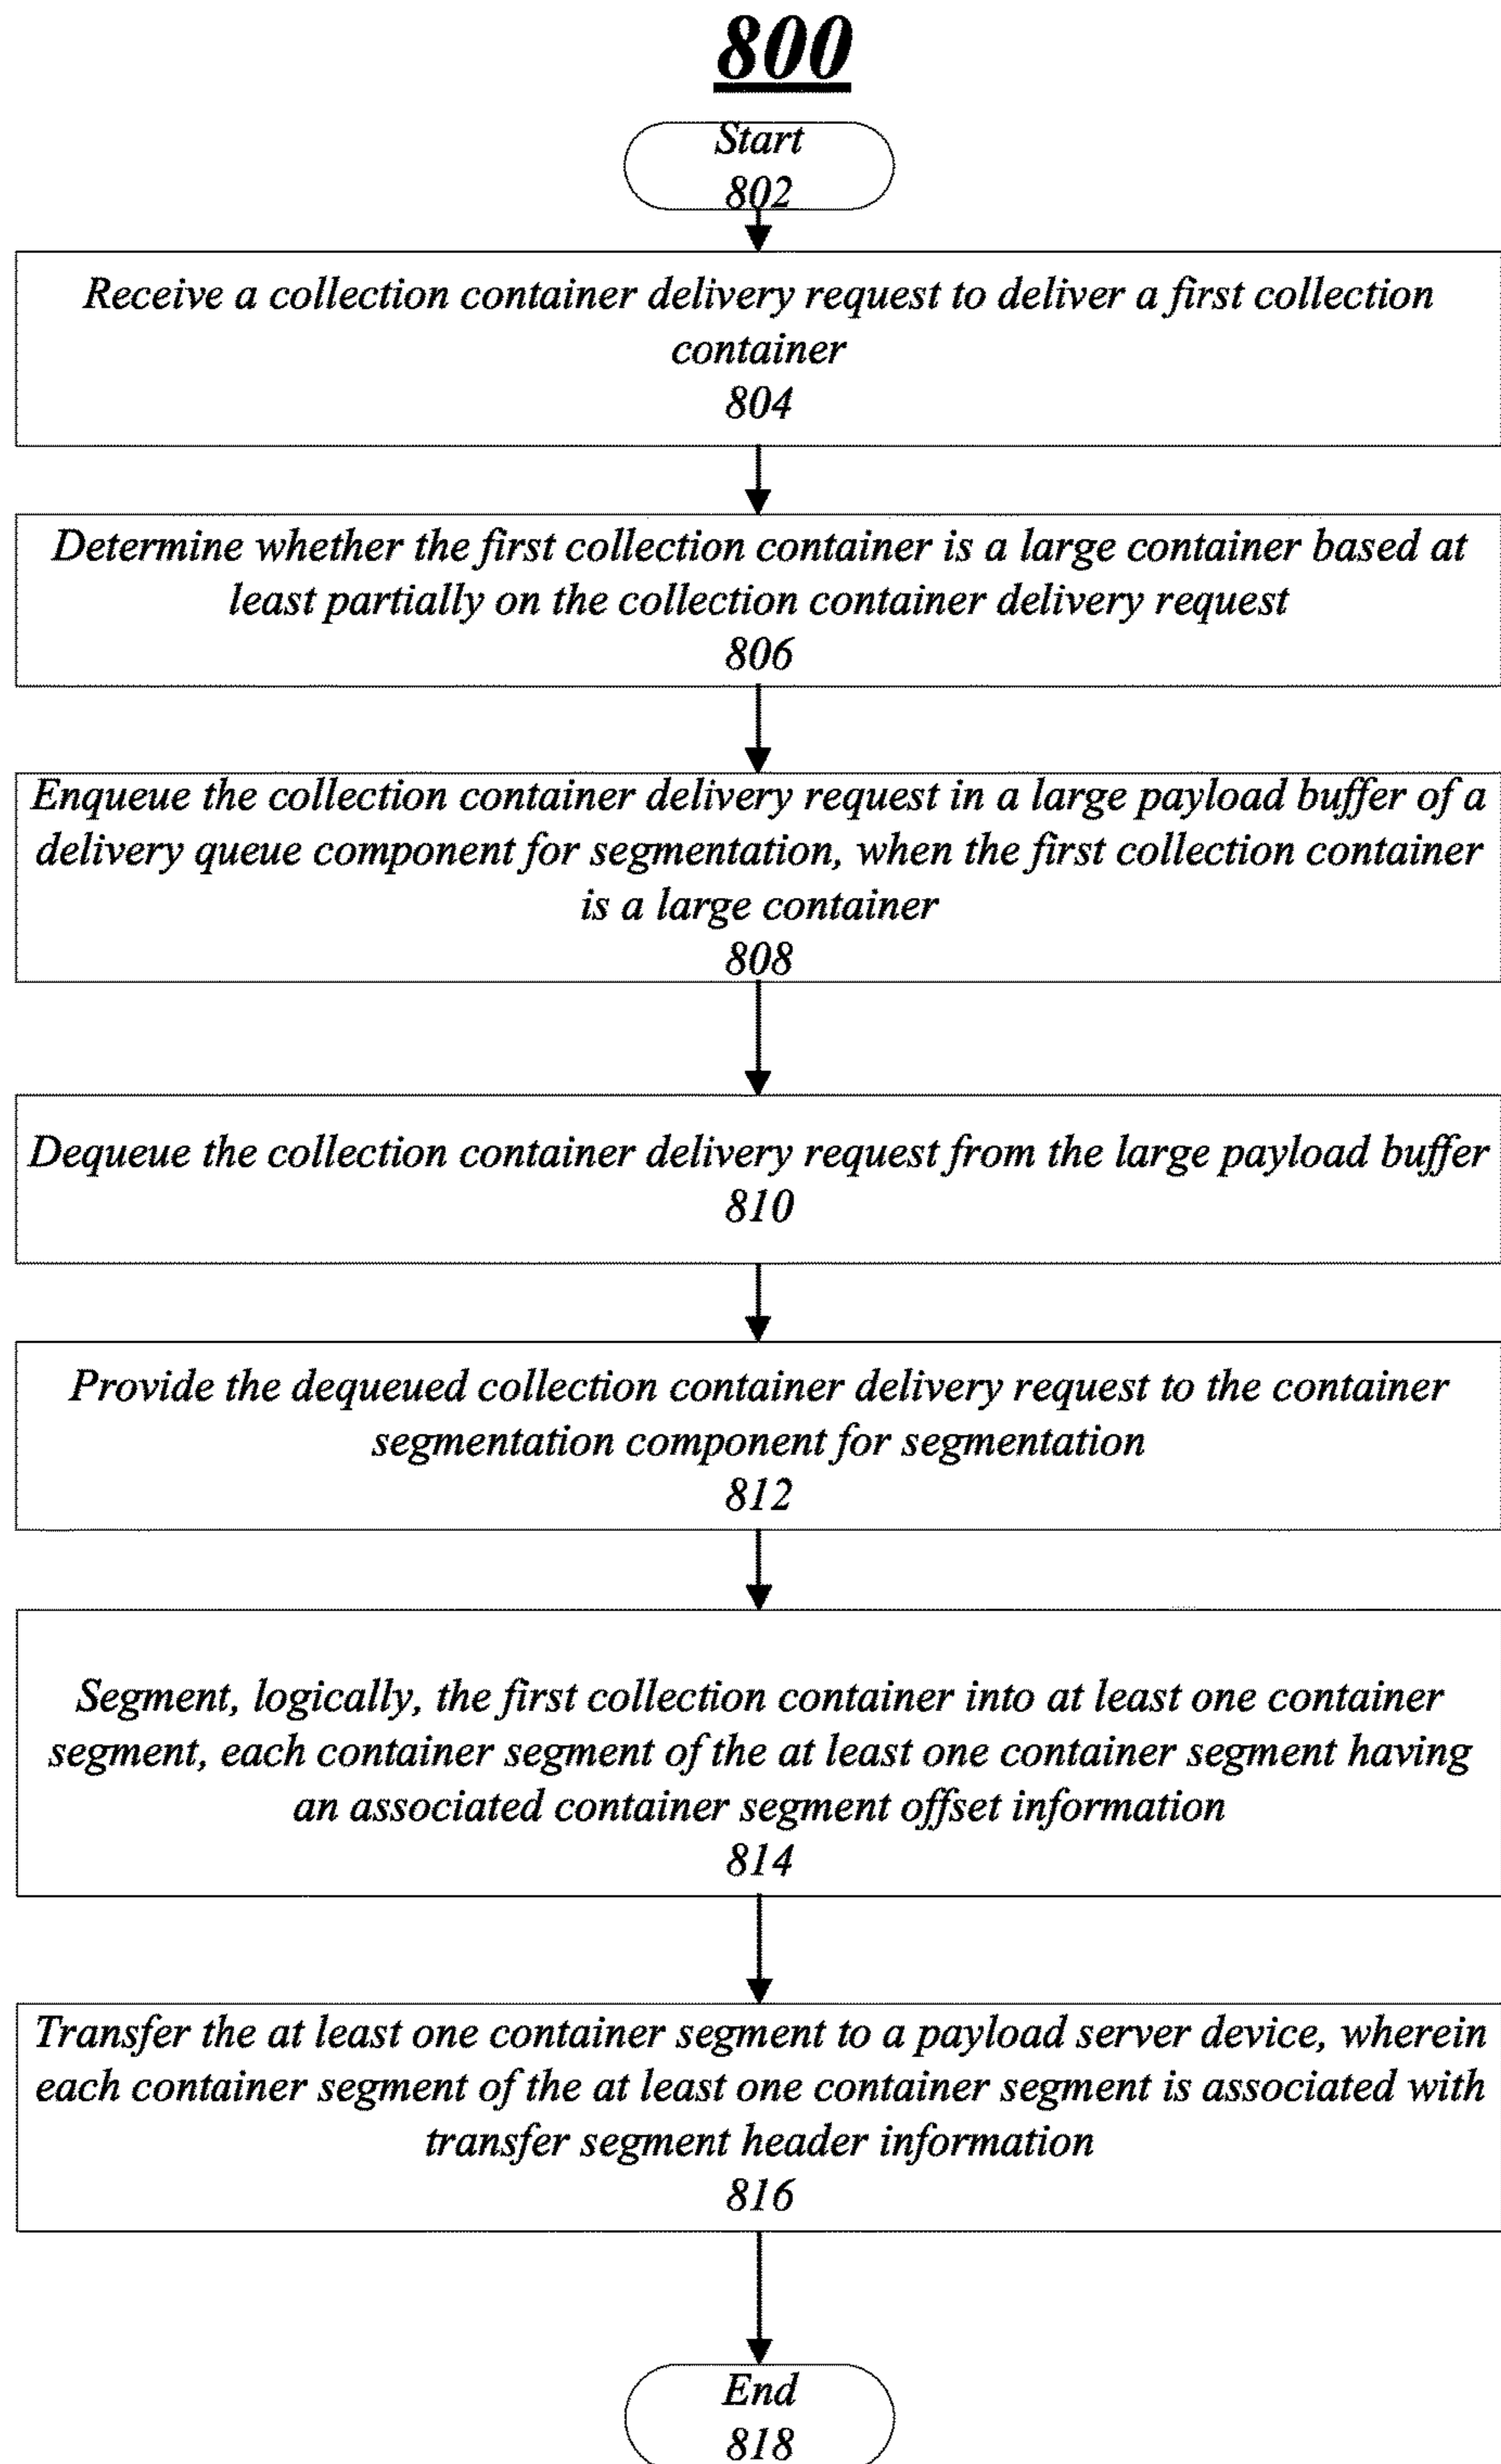 800
Start
802
Receive a collection container delivery request to deliver a first collection
container
804
Determine whether the first collection container is a large container based at
least partially on the collection container delivery request
806
Enqueue the collection container delivery request in a large payload buffer of a
delivery queue component for segmentation, when the first collection container
is a large container
808
Dequeue the collection container delivery request from the large payload buffer
810
Provide the dequeued collection container delivery request to the container
segmentation component for segmentation
812
Segment, logically, the first collection container into at least one container
segment, each container segment of the at least one container segment having
an associated container segment offset information
814
Transfer the at least one container segment to a payload server device, wherein
each container segment of the at least one container segment is associated with
transfer segment header information
816
End
818